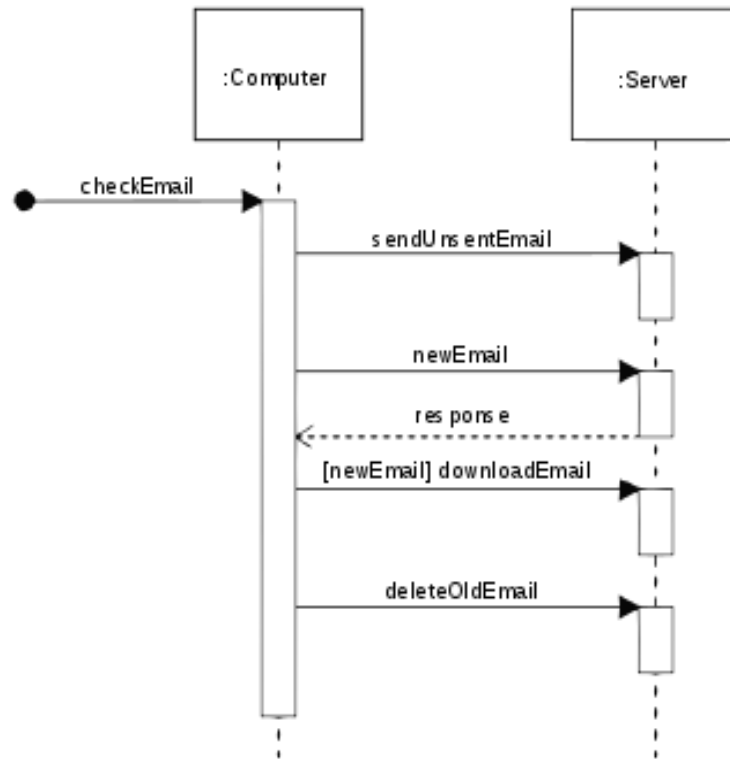 :Computer
:Server
checkEmail
sendUnsentEmail
newEmail
response
[newEmail] downloadEmail
deleteOldEmail